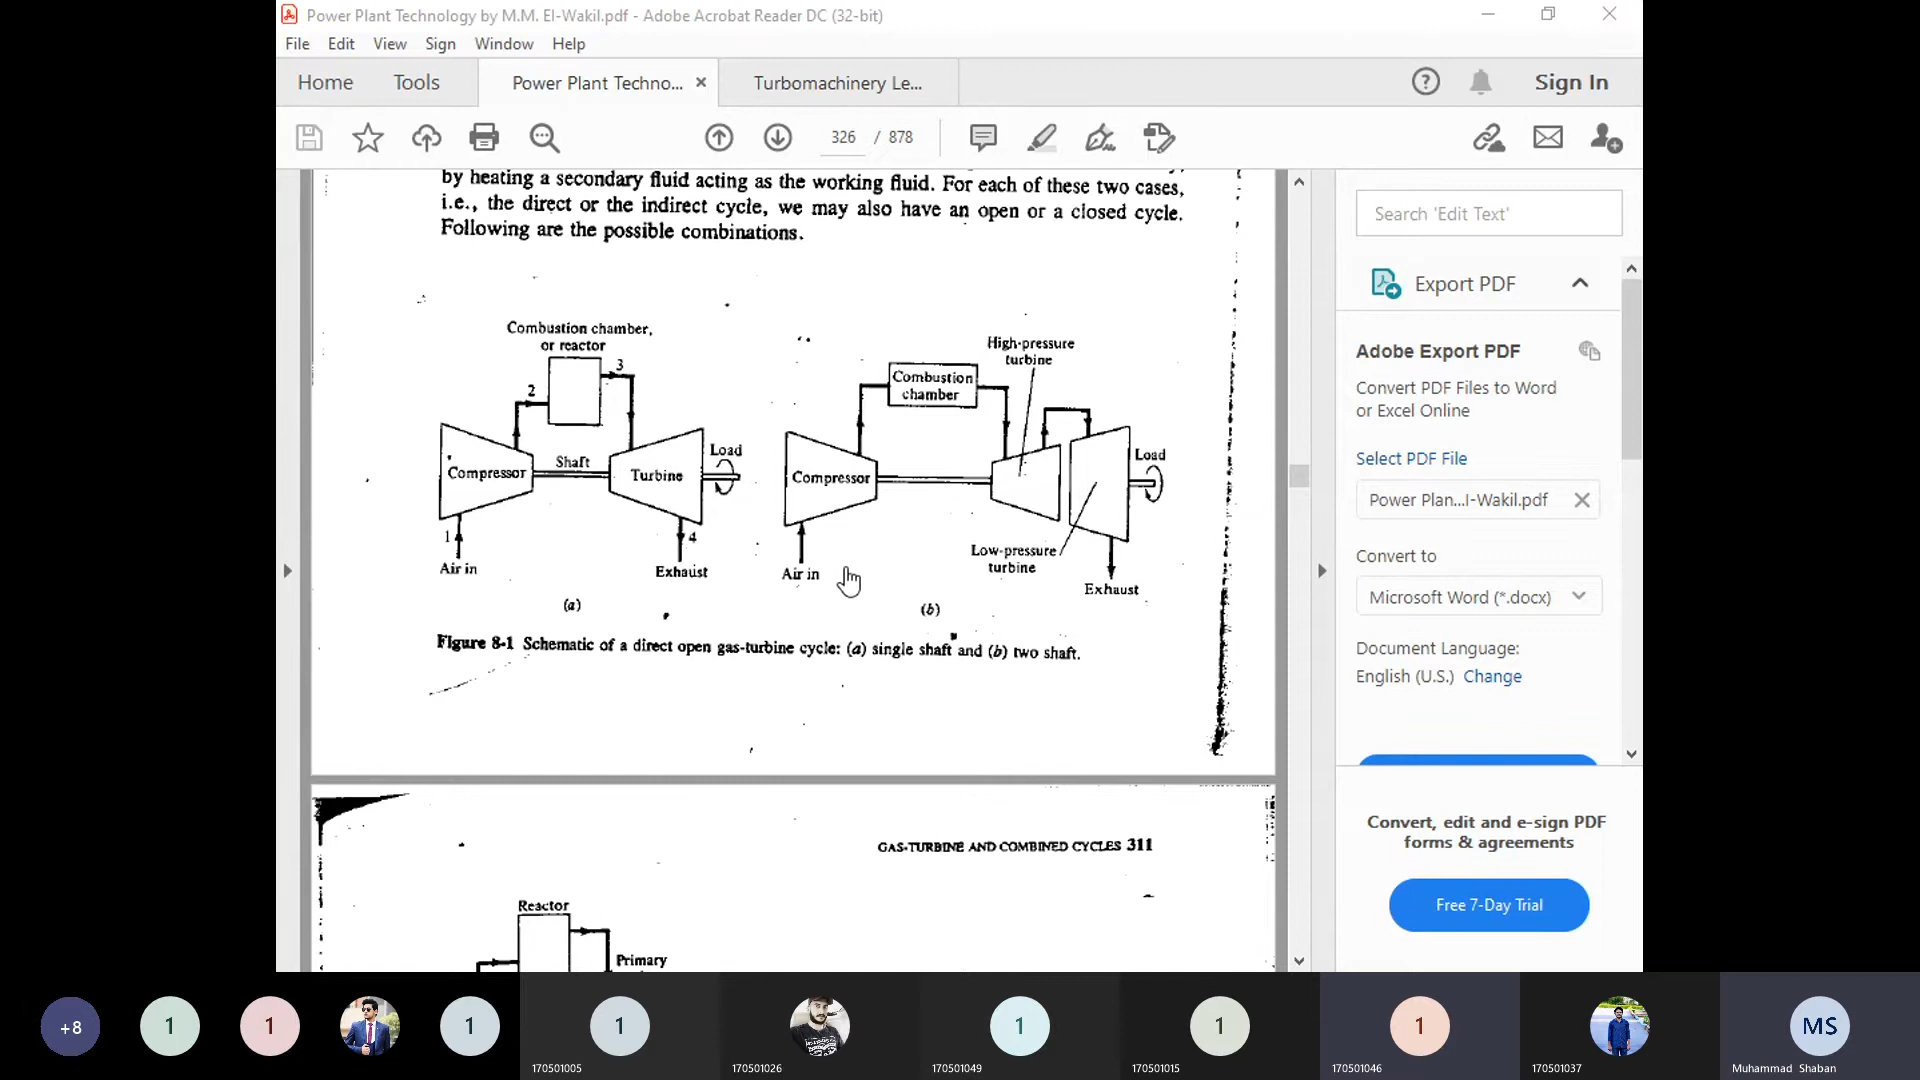 Power Plant Technology by M.M. El-Wakil.pdf - Adobe Acrobat Reader DC (32-bit)
File Edit View Sign Window Help
Home Tools Power Plant Techno... × Turbomachinery Le... Sign In
326 / 878
by heating a secondary fluid acting as the working fluid. For each of these two cases,
i.e., the direct or the indirect cycle, we may also have an open or a closed cycle.
Following are the possible combinations.
Combustion chamber,
or reactor
2
3
Compressor
Shaft
Turbine
Load
1
Air in
4
Exhaust
(a)
Combustion
chamber
High-pressure
turbine
Compressor
Load
Low-pressure
turbine
Air in
Exhaust
(b)
Figure 8-1 Schematic of a direct open gas-turbine cycle: (a) single shaft and (b) two shaft.
GAS-TURBINE AND COMBINED CYCLES 311
Reactor
Primary
Search 'Edit Text'
Export PDF
Adobe Export PDF
Convert PDF Files to Word
or Excel Online
Select PDF File
Power Plan...l-Wakil.pdf
Convert to
Microsoft Word (*.docx)
Document Language:
English (U.S.) Change
Convert, edit and e-sign PDF
forms & agreements
Free 7-Day Trial
+8
1
1
1
1
170501005
170501026
1
170501049
1
170501015
1
170501046
170501037
MS
Muhammad Shaban